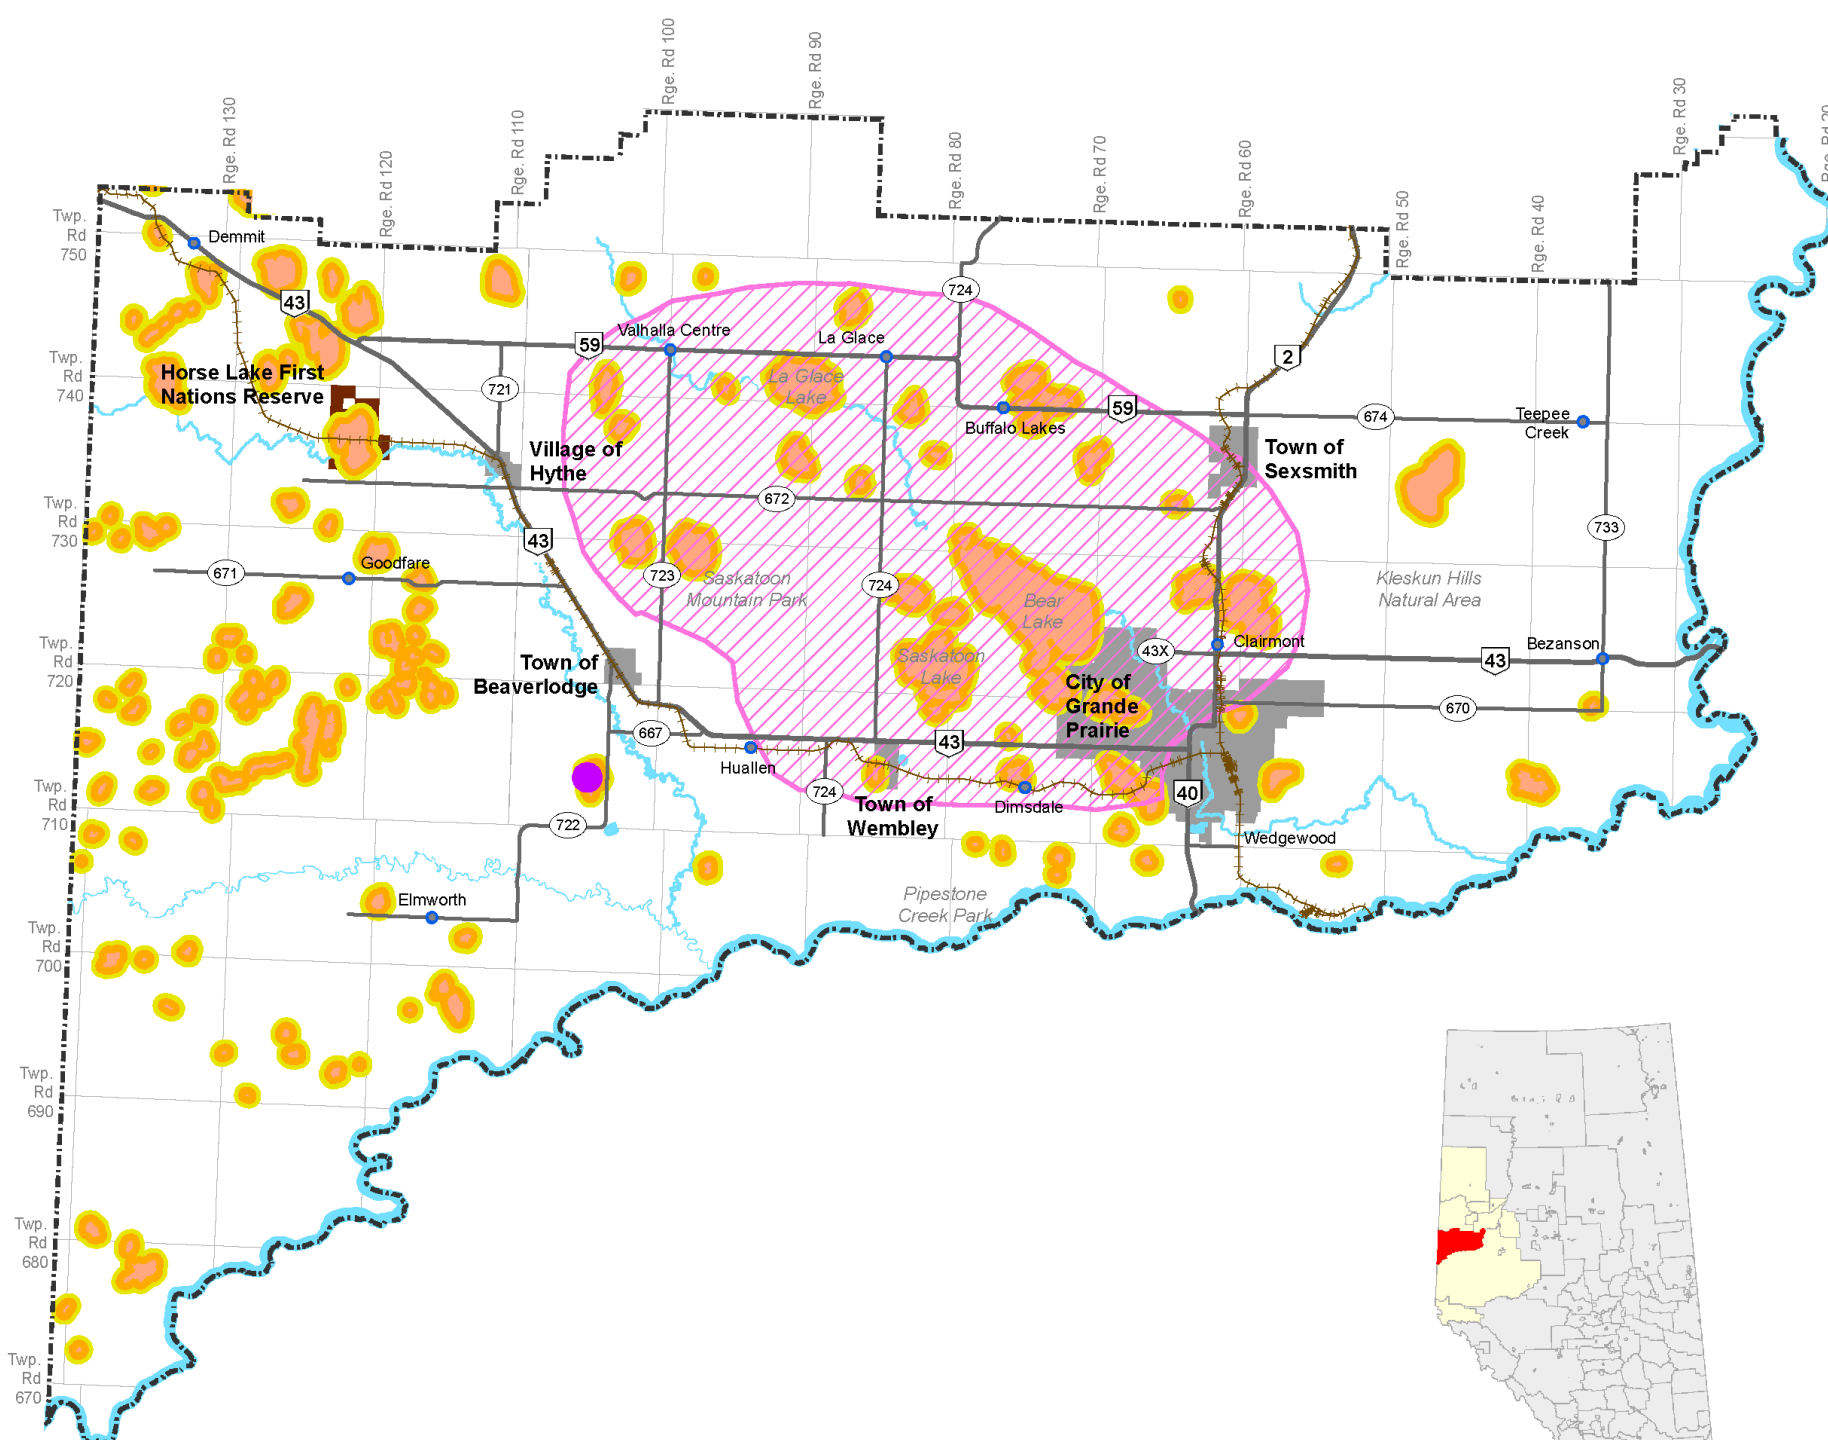 Rge. Rd 130
Rge. Rd 120
Rge. Rd 110
Rge. Rd 100
Rge. Rd 90
Rge. Rd 80
Rge. Rd 70
Rge. Rd 60
Rge. Rd 50
Rge. Rd 40
Rge. Rd 30
Twp.
Rd
750
Demmit
43
724
59
Valhalla Centre
La Glace
2
Twp.
Rd
740
Horse Lake First
Nations Reserve
721
La Glace
Lake
59
674
Teepee
Creek
Buffalo Lakes
Village of
Hythe
Town of
Sexsmith
672
Twp.
Rd
730
43
733
671
Goodfare
723
Saskatoon
Mountain Park
724
Bear
Lake
Kleskun Hills
Natural Area
Clairmont
43X
43
Bezanson
Twp.
Rd
720
Town of
Beaverlodge
Saskatoon
Lake
City of
Grande
Prairie
670
667
43
Huallen
Twp.
Rd
710
724
Town of
Wembley
Dimsdale
40
722
Wedgewood
Elmworth
Pipestone
Creek Park
Twp.
Rd
700
Twp.
Rd
690
Twp.
Rd
680
Twp.
Rd
670